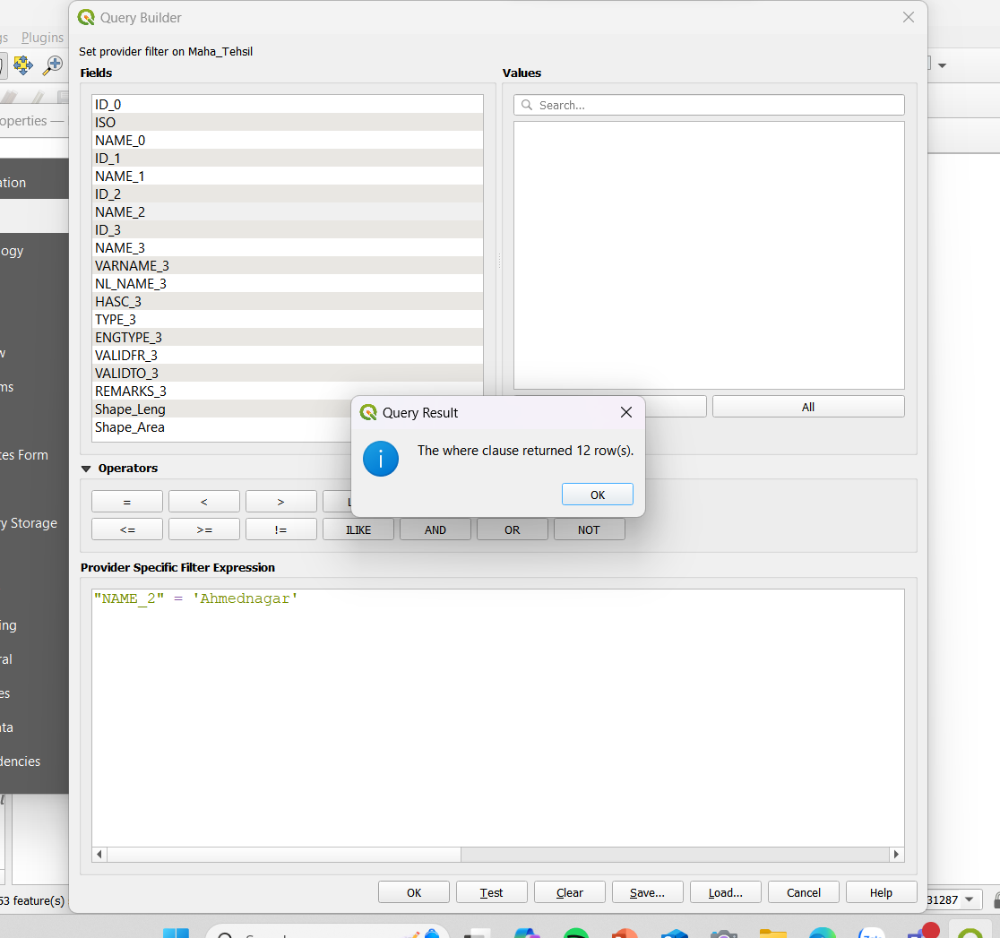 Query Builder
Plugins
Set provider filter on Maha_Tehsil
Fields
Values
ID_0
ISO
NAME_0
ID_1
NAME_1
ID_2
NAME_2
ID_3
NAME_3
VARNAME_3
NL_NAME_3
HASC_3
TYPE_3
ENGTYPE_3
VALIDFR_3
VALIDTO_3
REMARKS_3
Shape_Leng
Shape_Area
Search...
All
Query Result
The where clause returned 12 row(s).
OK
Operators
= < >
<= >= != ILIKE AND OR NOT
Provider Specific Filter Expression
"NAME_2" = 'Ahmednagar'
OK Test Clear Save... Load... Cancel Help
operties —
ation
ogy
w
ms
tes Form
ry Storage
ing
ral
es
ata
dencies
53 feature(s)
31287